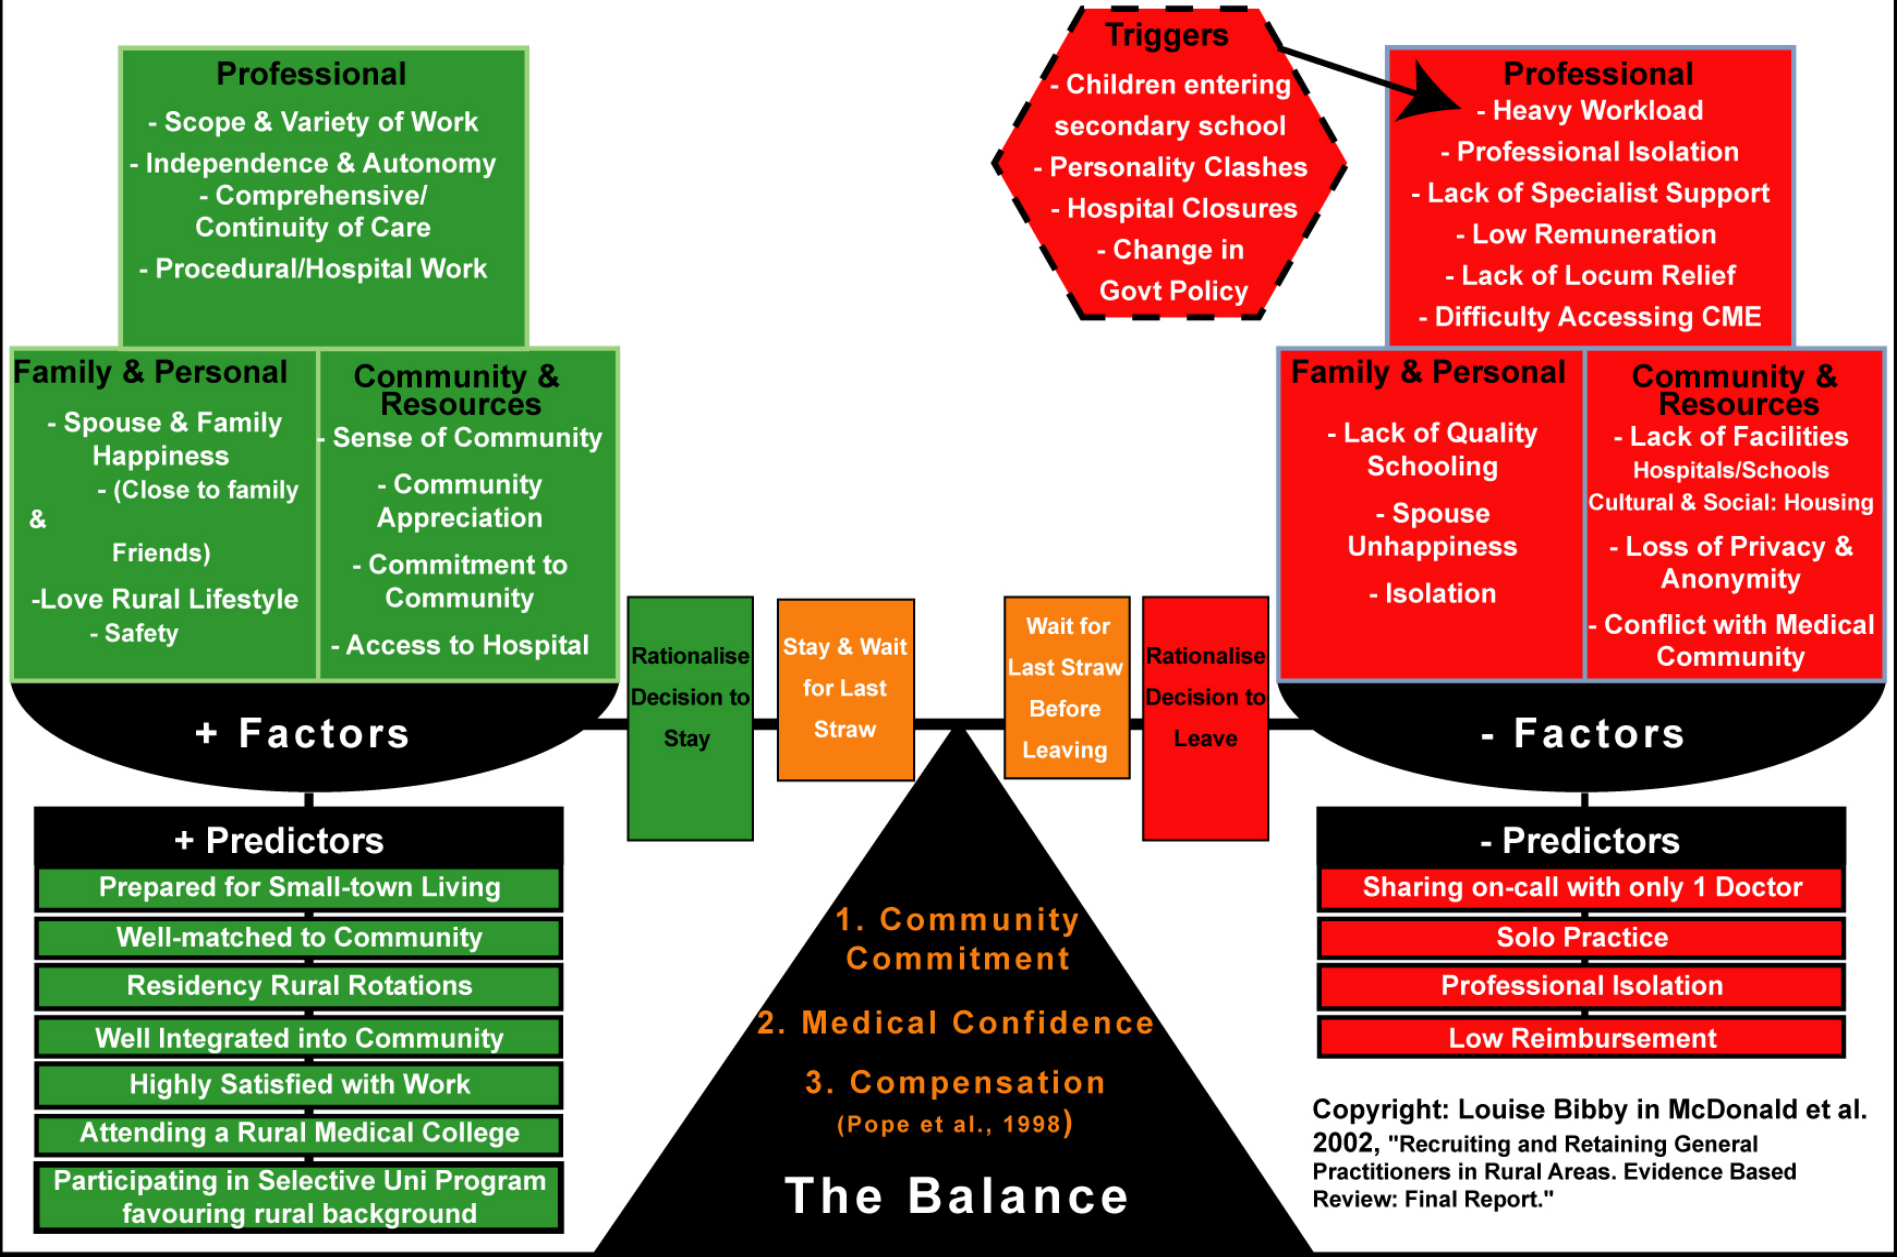 Professional
- Scope & Variety of Work
- Independence & Autonomy
- Comprehensive/
Continuity of Care
- Procedural/Hospital Work
Family & Personal
- Spouse & Family
Happiness
- (Close to family
&
Friends)
-Love Rural Lifestyle
- Safety
Community &
Resources
- Sense of Community
- Community
Appreciation
- Commitment to
Community
- Access to Hospital
+ Factors
+ Predictors
Prepared for Small-town Living
Well-matched to Community
Residency Rural Rotations
Well Integrated into Community
Highly Satisfied with Work
Attending a Rural Medical College
Participating in Selective Uni Program
favouring rural background
Rationalise
Decision to
Stay
Stay & Wait
for Last
Straw
Wait for
Last Straw
Before
Leaving
Rationalise
Decision to
Leave
1. Community
Commitment
2. Medical Confidence
3. Compensation
(Pope et al., 1998)
The Balance
Triggers
- Children entering
secondary school
- Personality Clashes
- Hospital Closures
- Change in
Govt Policy
Professional
- Heavy Workload
- Professional Isolation
- Lack of Specialist Support
- Low Remuneration
- Lack of Locum Relief
- Difficulty Accessing CME
Family & Personal
- Lack of Quality
Schooling
- Spouse
Unhappiness
- Isolation
Community &
Resources
- Lack of Facilities
Hospitals/Schools
Cultural & Social: Housing
- Loss of Privacy &
Anonymity
- Conflict with Medical
Community
- Factors
- Predictors
Sharing on-call with only 1 Doctor
Solo Practice
Professional Isolation
Low Reimbursement
Copyright: Louise Bibby in McDonald et al.
2002, "Recruiting and Retaining General
Practitioners in Rural Areas. Evidence Based
Review: Final Report."